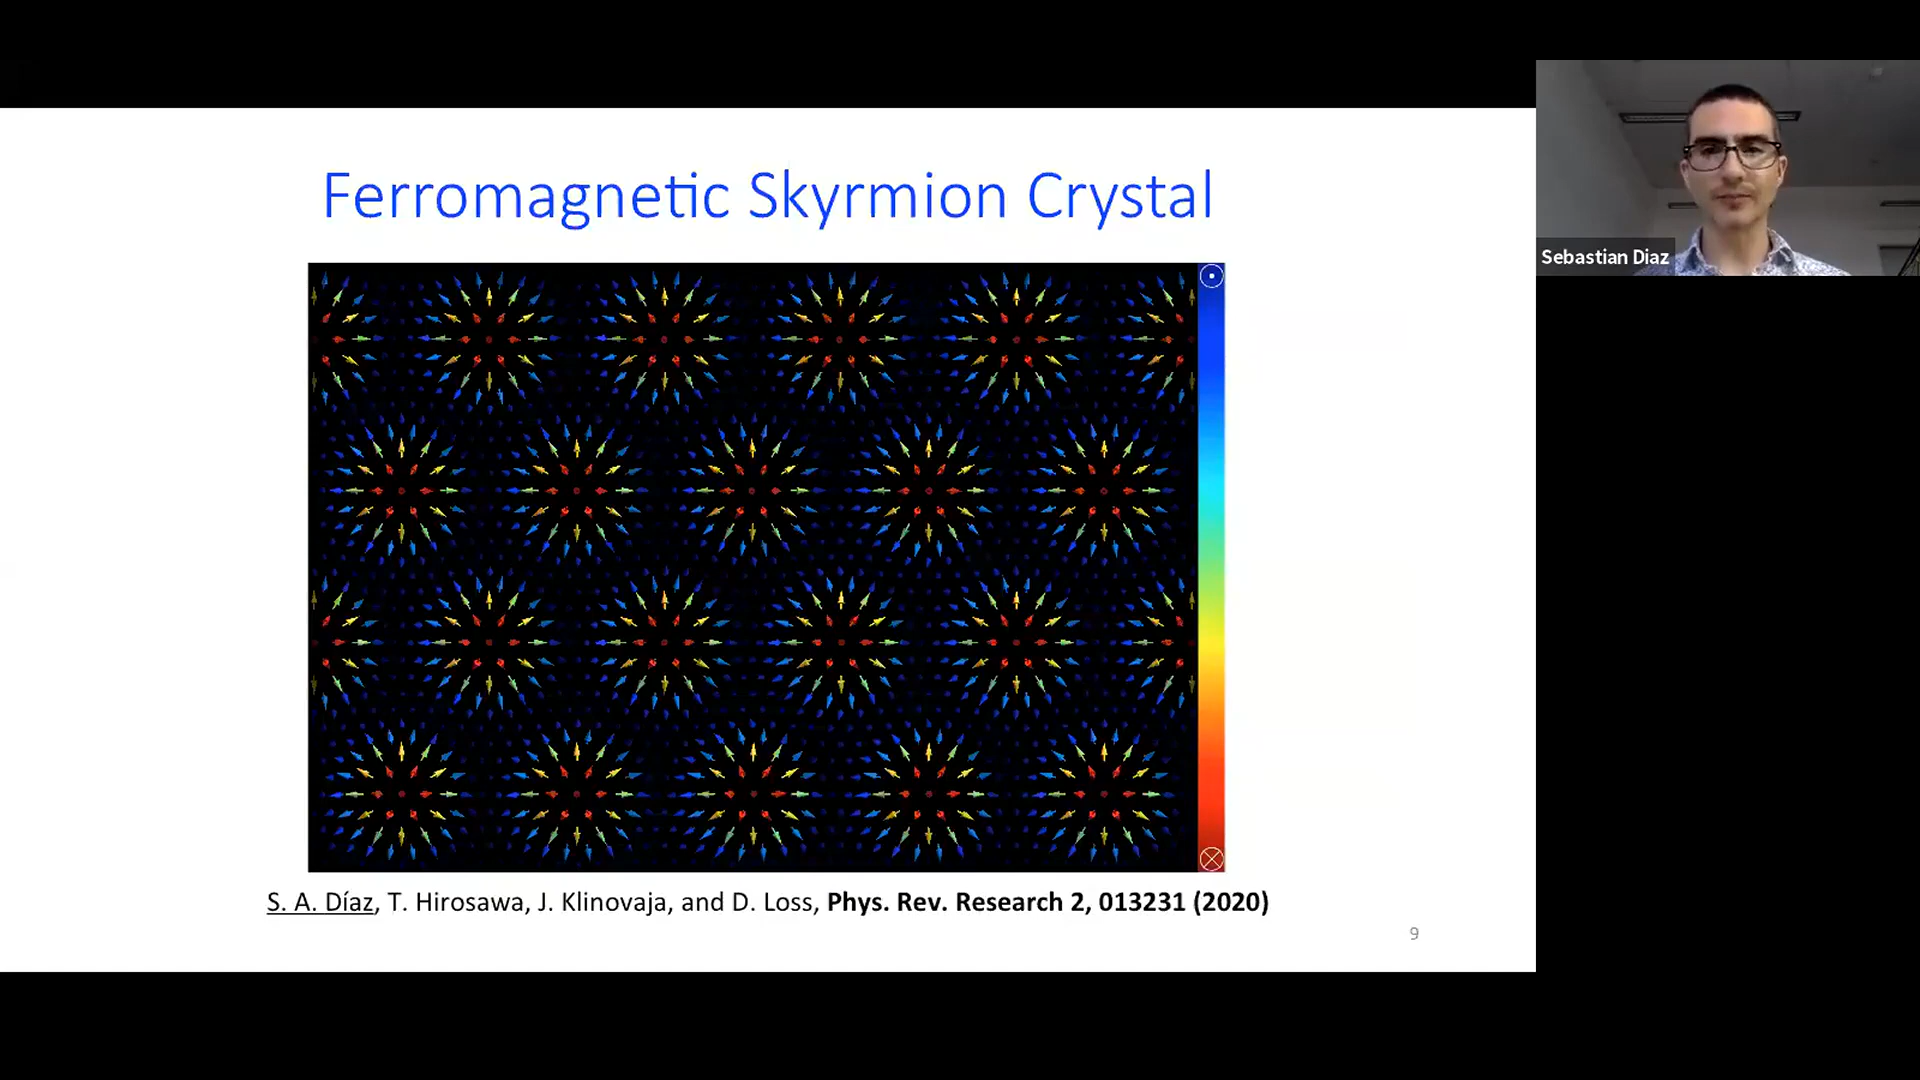 Ferromagnetic Skyrmion Crystal
Sebastian Diaz
S. A. Díaz, T. Hirosawa, J. Klinovaja, and D. Loss, Phys. Rev. Research 2, 013231 (2020)
9